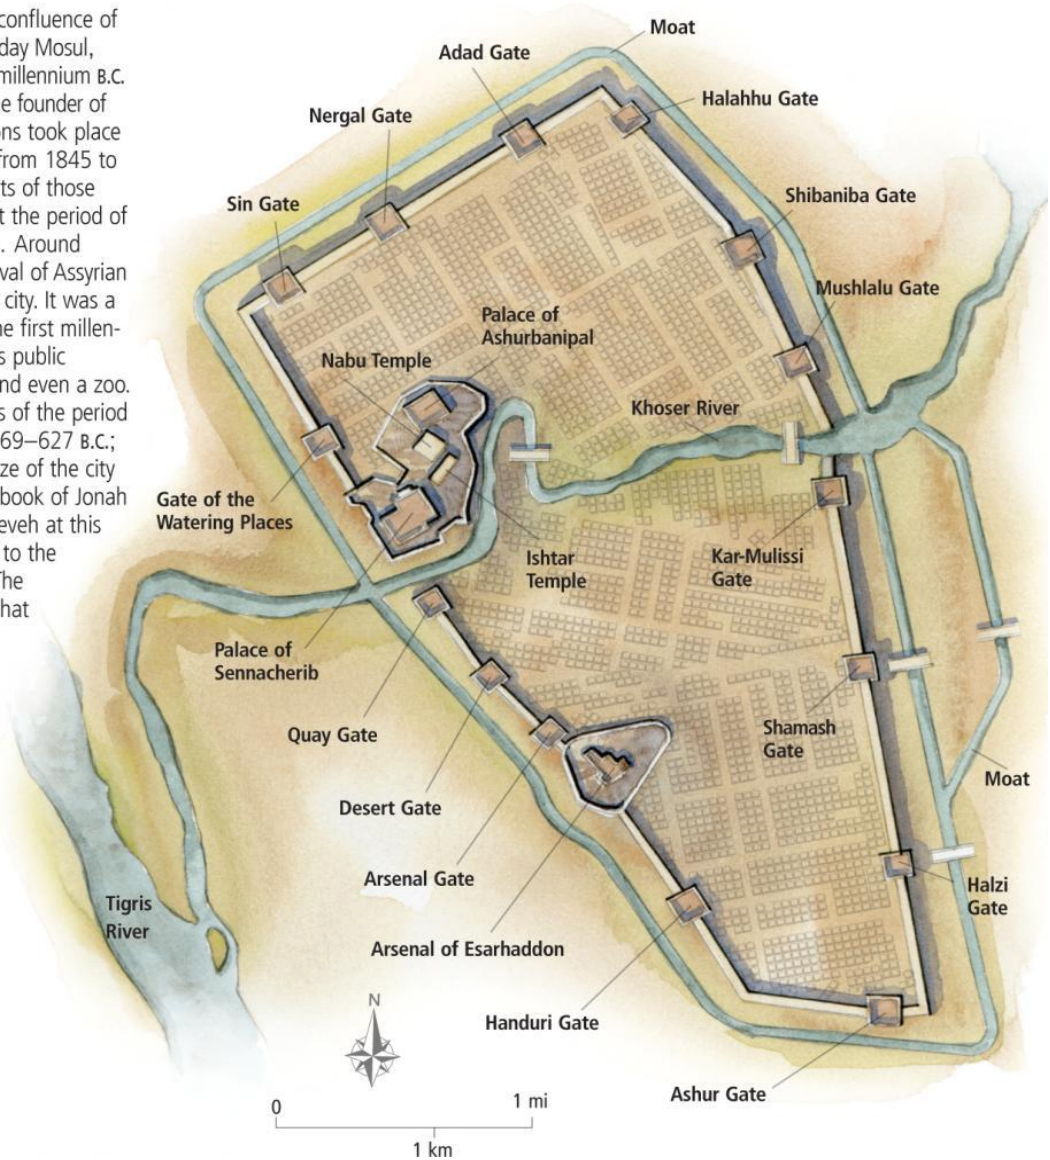 confluence of
day Mosul,
millennium B.C.
e founder of
ons took place
from 1845 to
ts of those
t the period of
. Around
val of Assyrian
city. It was a
ne first millen-
s public
nd even a zoo.
s of the period
69–627 B.C.;
ze of the city
book of Jonah
eveh at this
to the
The
hat
Moat
Adad Gate
Halahhu Gate
Nergal Gate
Shibaniba Gate
Sin Gate
Mushlalu Gate
Palace of
Ashurbanipal
Nabu Temple
Khoser River
Gate of the
Watering Places
Ishtar
Temple
Kar-Mulissi
Gate
Palace of
Sennacherib
Quay Gate
Shamash
Gate
Moat
Desert Gate
Arsenal Gate
Halzi
Gate
Tigris
River
Arsenal of Esarhaddon
Handuri Gate
Ashur Gate
N
0
1 mi
1 km